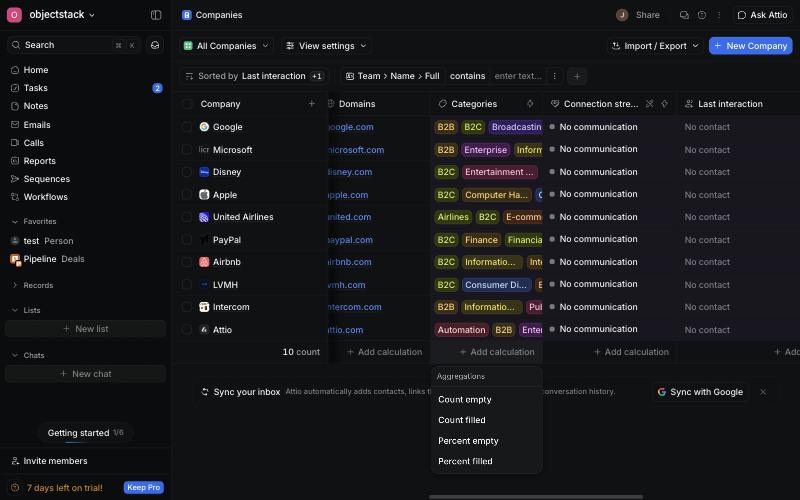 objectstack
Companies
J Share
Ask Attio
Search
⌘ K
All Companies
View settings
Import / Export
New Company
Home
Tasks 2
Notes
Emails
Calls
Reports
Sequences
Workflows
Sorted by Last interaction +1
Team > Name > Full contains enter text...
Company Domains Categories Connection stre... Last interaction
Google google.com B2B B2C Broadcastin No communication No contact
Microsoft microsoft.com B2B Enterprise Inform No communication No contact
Disney disney.com B2C Entertainment ... No communication No contact
Apple apple.com B2C Computer Ha... No communication No contact
United Airlines united.com Airlines B2C E-comm No communication No contact
PayPal paypal.com B2C Finance Financia No communication No contact
Airbnb airbnb.com B2C Informatio... Inte No communication No contact
LVMH lvmh.com B2C Consumer Di... No communication No contact
Intercom intercom.com B2B Informatio... Pub No communication No contact
Attio attio.com Automation B2B Enter No communication No contact
10 count + Add calculation + Add calculation + Add calculation + Add
Favorites
test Person
Pipeline Deals
Records
Lists
+ New list
Chats
+ New chat
Getting started 1/6
Invite members
7 days left on trial! Keep Pro
Sync your inbox Attio automatically adds contacts, links t conversation history. Sync with Google
Aggregations
Count empty
Count filled
Percent empty
Percent filled